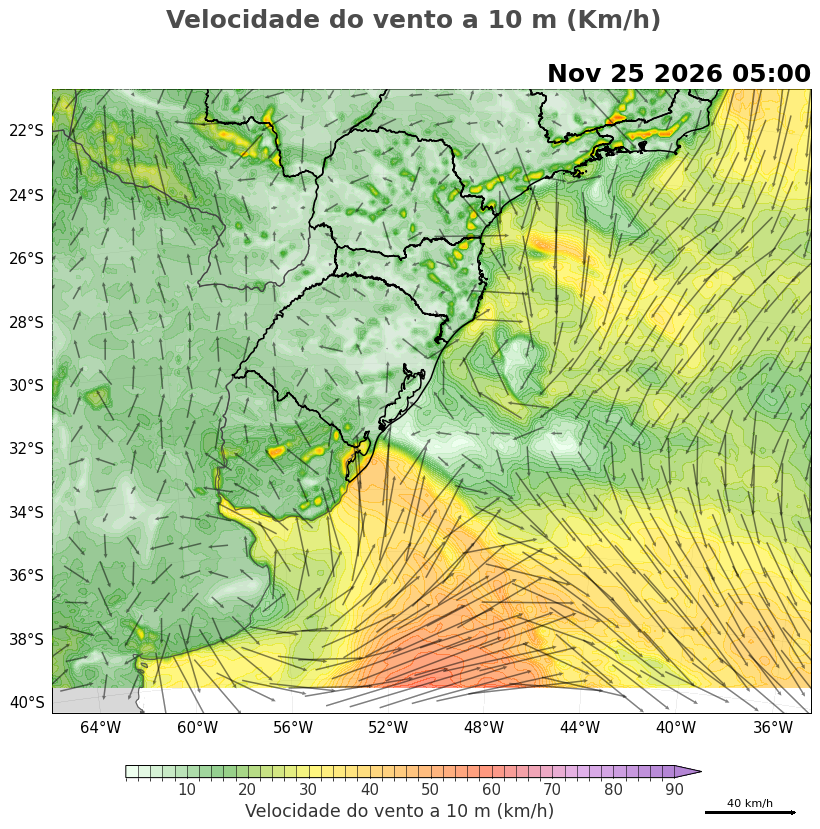 Velocidade do vento a 10 m (Km/h)
Nov 25 2026 05:00
22°S
24°S
26°S
28°S
30°S
32°S
34°S
36°S
38°S
40°S
64°W 60°W 56°W 52°W 48°W 44°W 40°W 36°W
10 20 30 40 50 60 70 80 90
Velocidade do vento a 10 m (km/h)
40 km/h